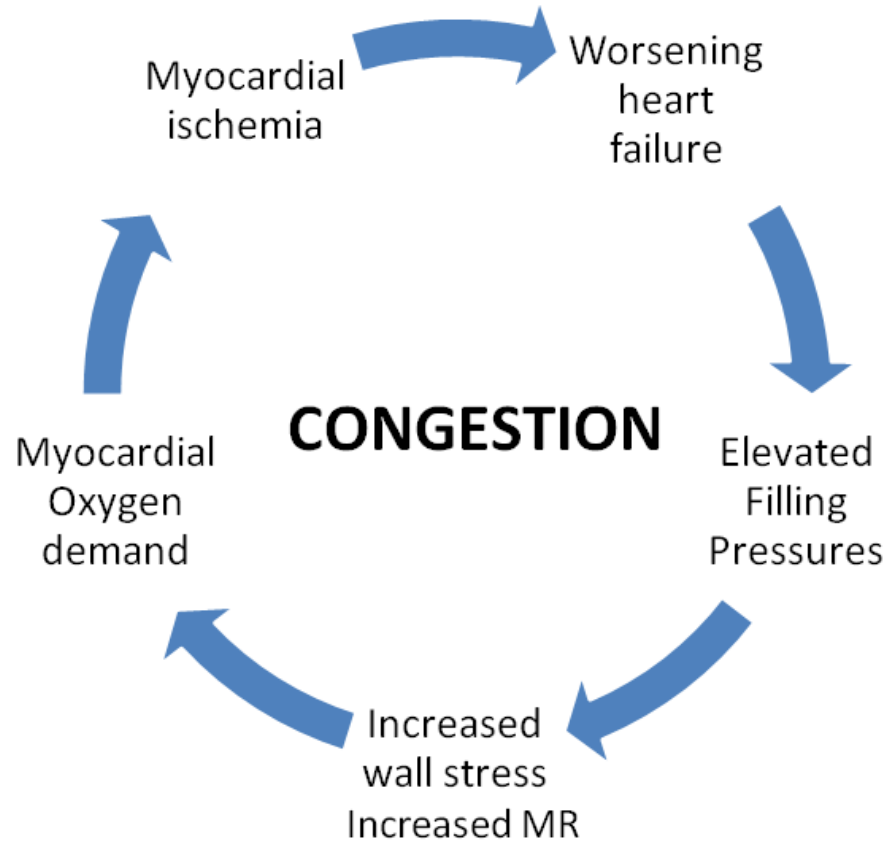 Myocardial
ischemia
Worsening
heart
failure
CONGESTION
Myocardial
Oxygen
demand
Elevated
Filling
Pressures
Increased
wall stress
Increased MR